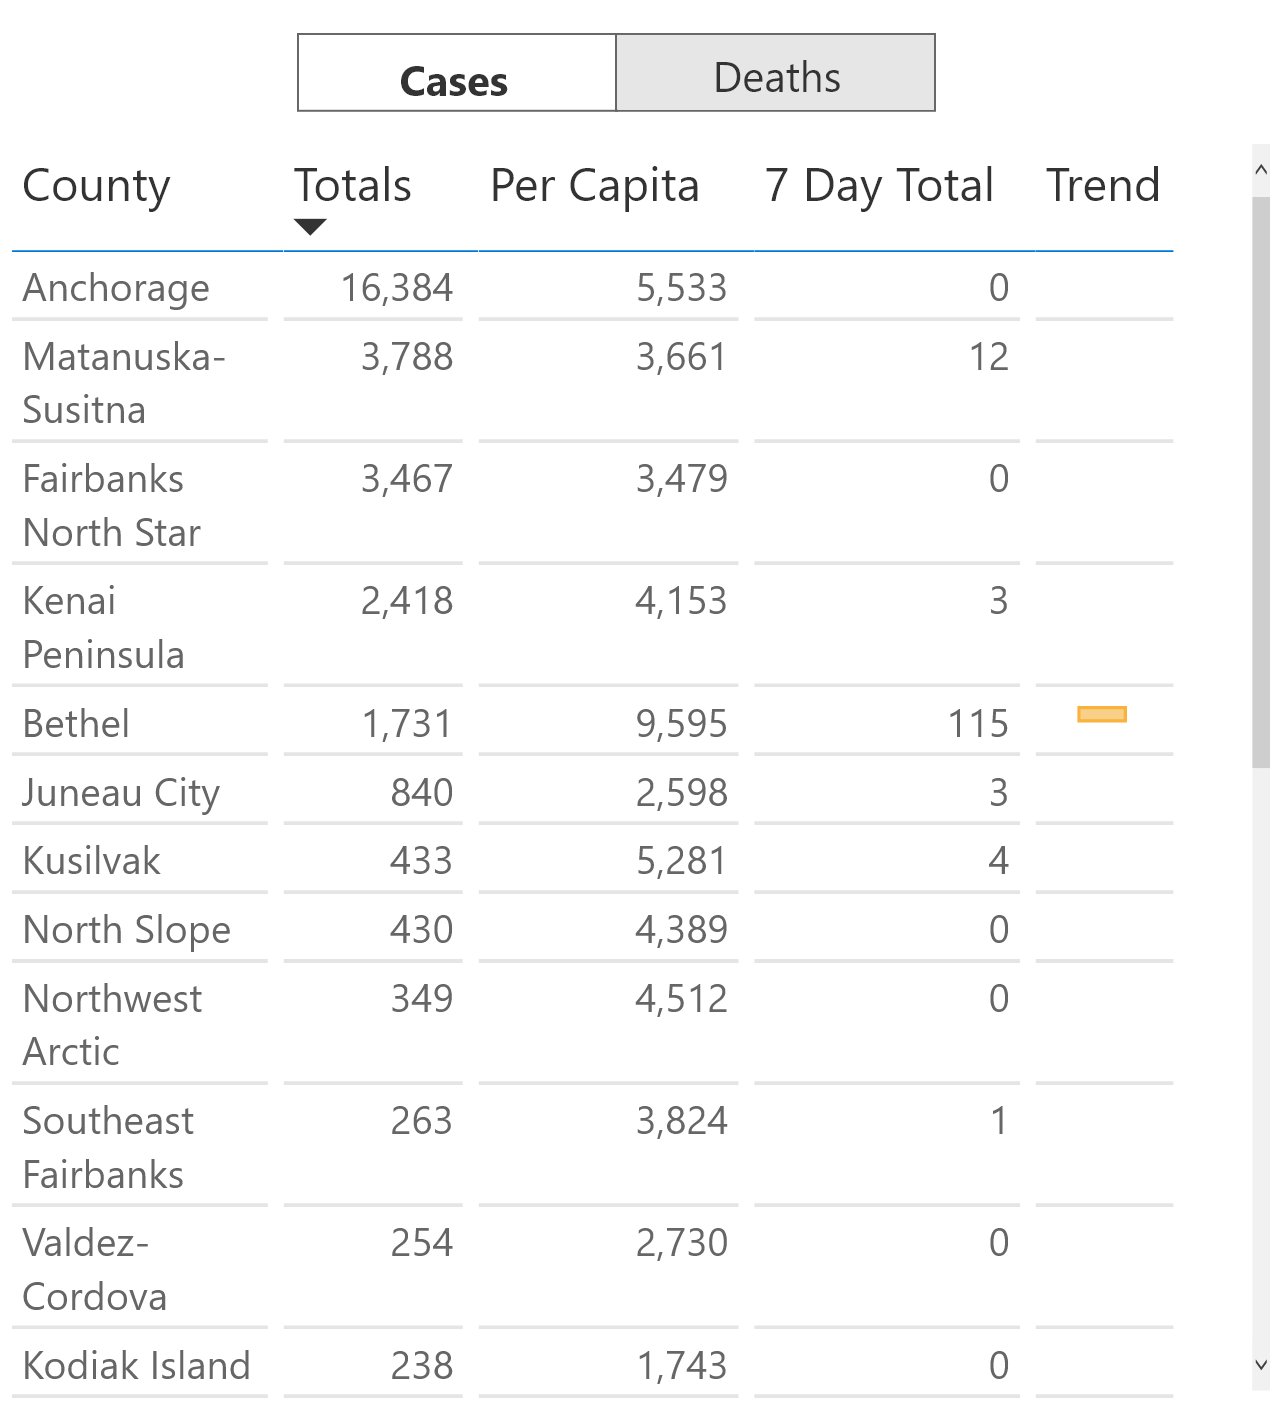 Cases Deaths
County Totals Per Capita 7 Day Total Trend
Anchorage 16,384 5,533 0
Matanuska- 3,788 3,661 12
Susitna
Fairbanks 3,467 3,479 0
North Star
Kenai 2,418 4,153 3
Peninsula
Bethel 1,731 9,595 115
Juneau City 840 2,598 3
Kusilvak 433 5,281 4
North Slope 430 4,389 0
Northwest 349 4,512 0
Arctic
Southeast 263 3,824 1
Fairbanks
Valdez- 254 2,730 0
Cordova
Kodiak Island 238 1,743 0